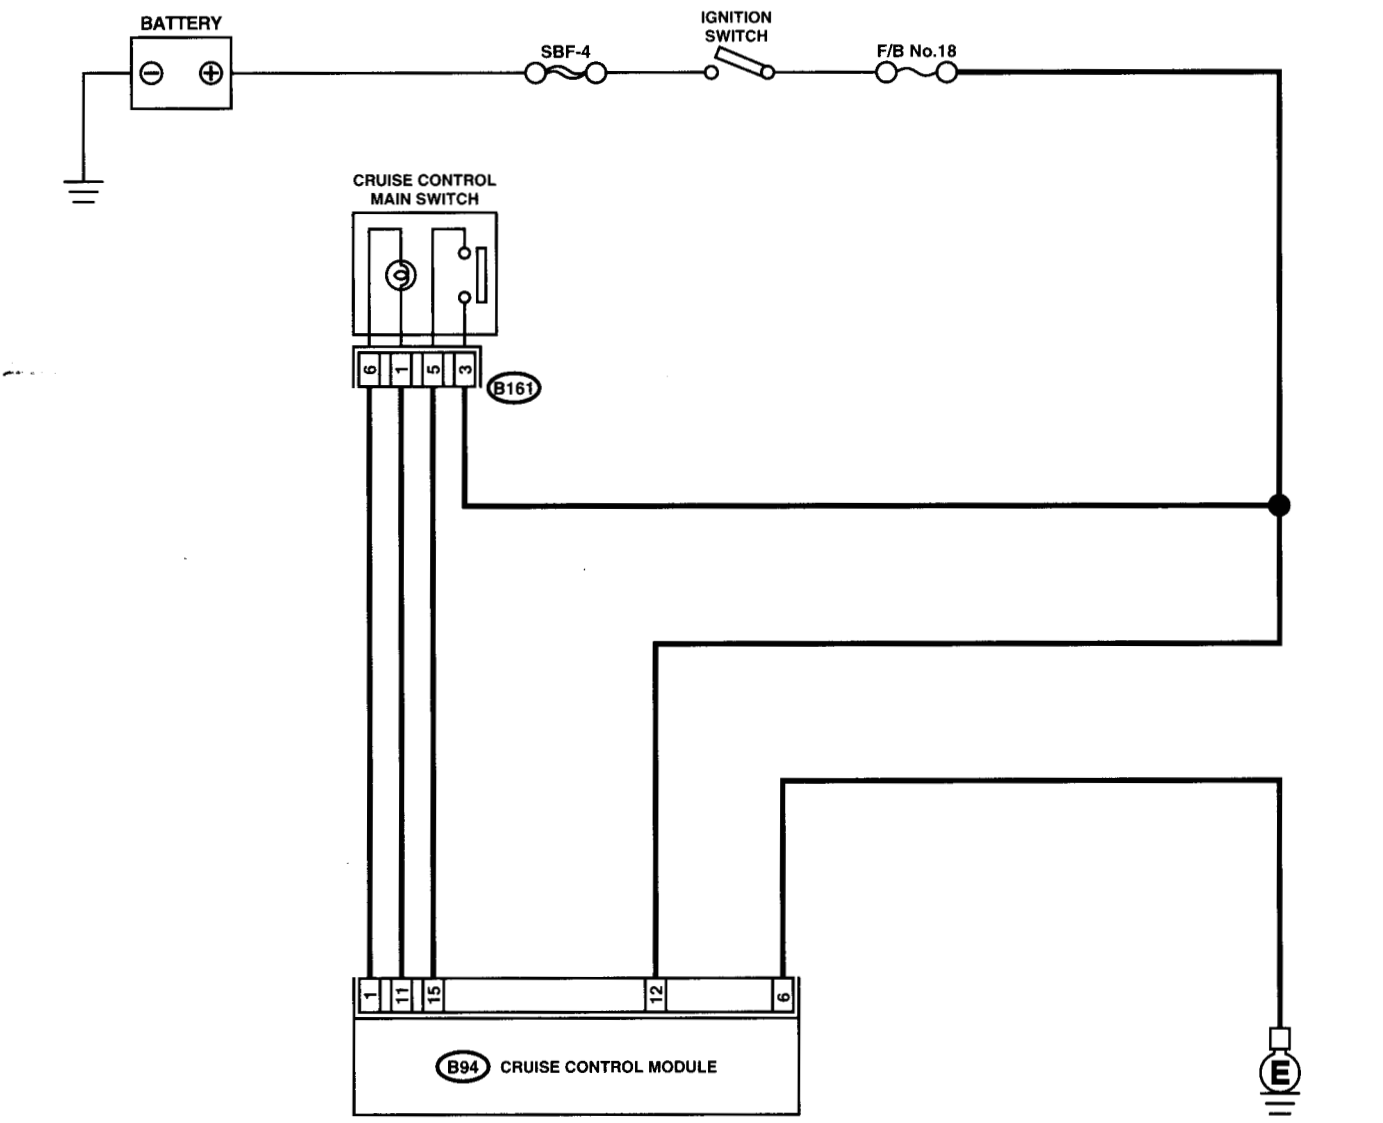 BATTERY
SBF-4
IGNITION
SWITCH
F/B No.18
CRUISE CONTROL
MAIN SWITCH
6 1 5 3
B161
1 11 15 12 6
B94 CRUISE CONTROL MODULE
E